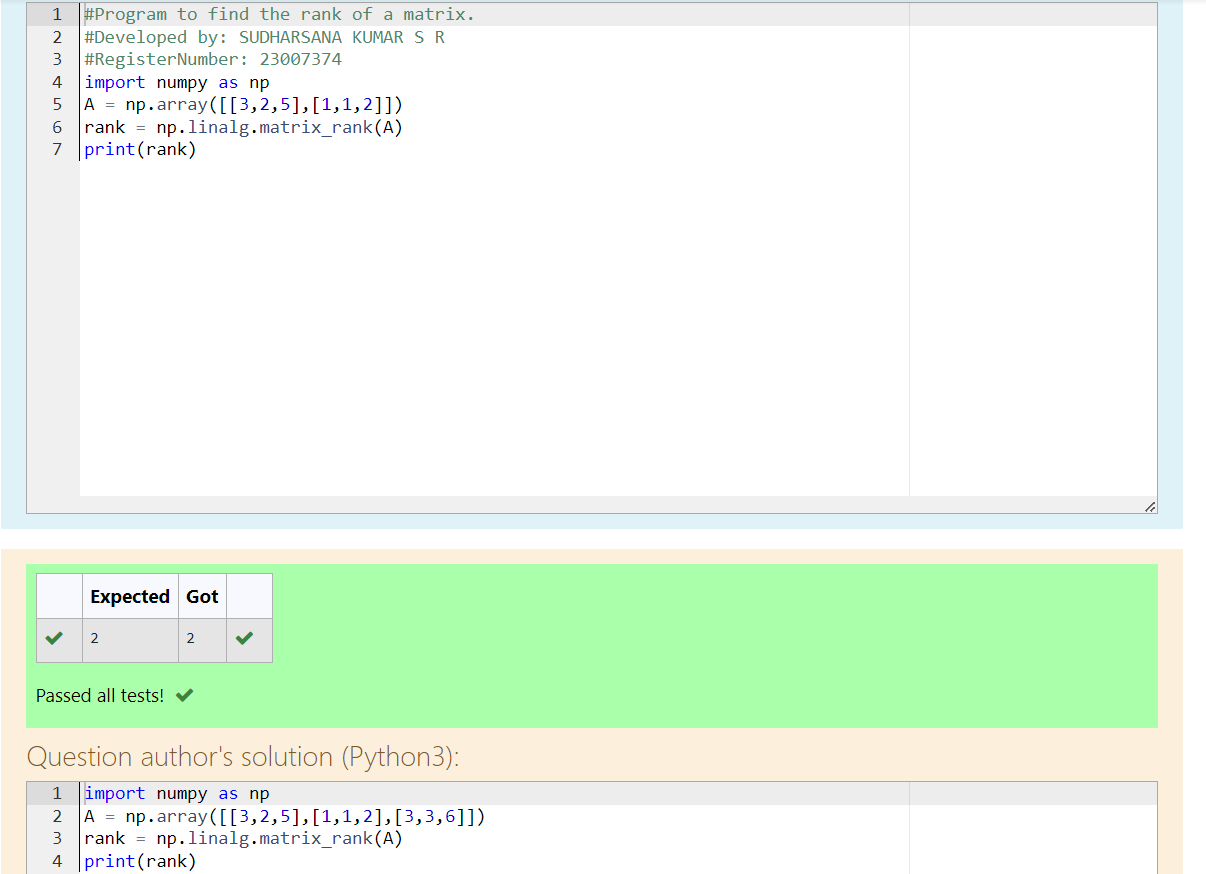 1 #Program to find the rank of a matrix.
2 #Developed by: SUDHARSANA KUMAR S R
3 #RegisterNumber: 23007374
4 import numpy as np
5 A = np.array([[3,2,5],[1,1,2]])
6 rank = np.linalg.matrix_rank(A)
7 print(rank)
Expected Got
2 2
Passed all tests!
Question author's solution (Python3):
1 import numpy as np
2 A = np.array([[3,2,5],[1,1,2],[3,3,6]])
3 rank = np.linalg.matrix_rank(A)
4 print(rank)